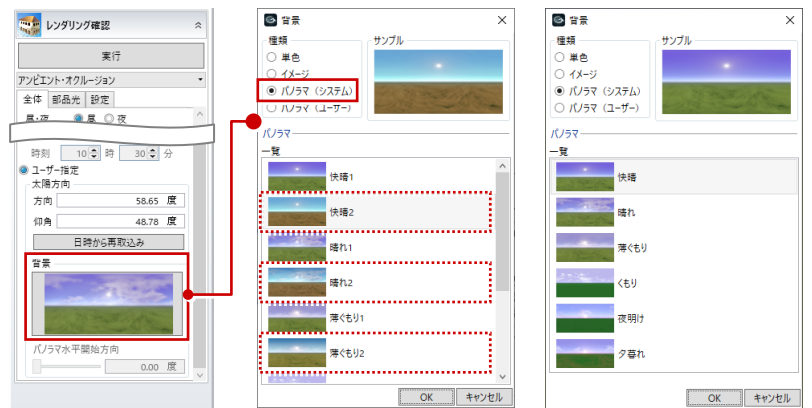 レンダリング確認
実行
アンビエント・オクルージョン
全体 部品光 設定
昼・夜 昼 夜
時刻 10 時 30 分
ユーザー指定
太陽方向
方向 58.65 度
仰角 48.78 度
日時から再取込み
背景
パノラマ水平開始方向
0.00 度
背景
種類
単色
イメージ
パノラマ（システム）
パノラマ（ユーザー）
サンプル
パノラマ
一覧
快晴1
快晴2
晴れ1
晴れ2
薄ぐもり1
薄ぐもり2
OK キャンセル
背景
種類
単色
イメージ
パノラマ（システム）
パノラマ（ユーザー）
サンプル
パノラマ
一覧
快晴
晴れ
薄ぐもり
くもり
夜明け
夕暮れ
OK キャンセル